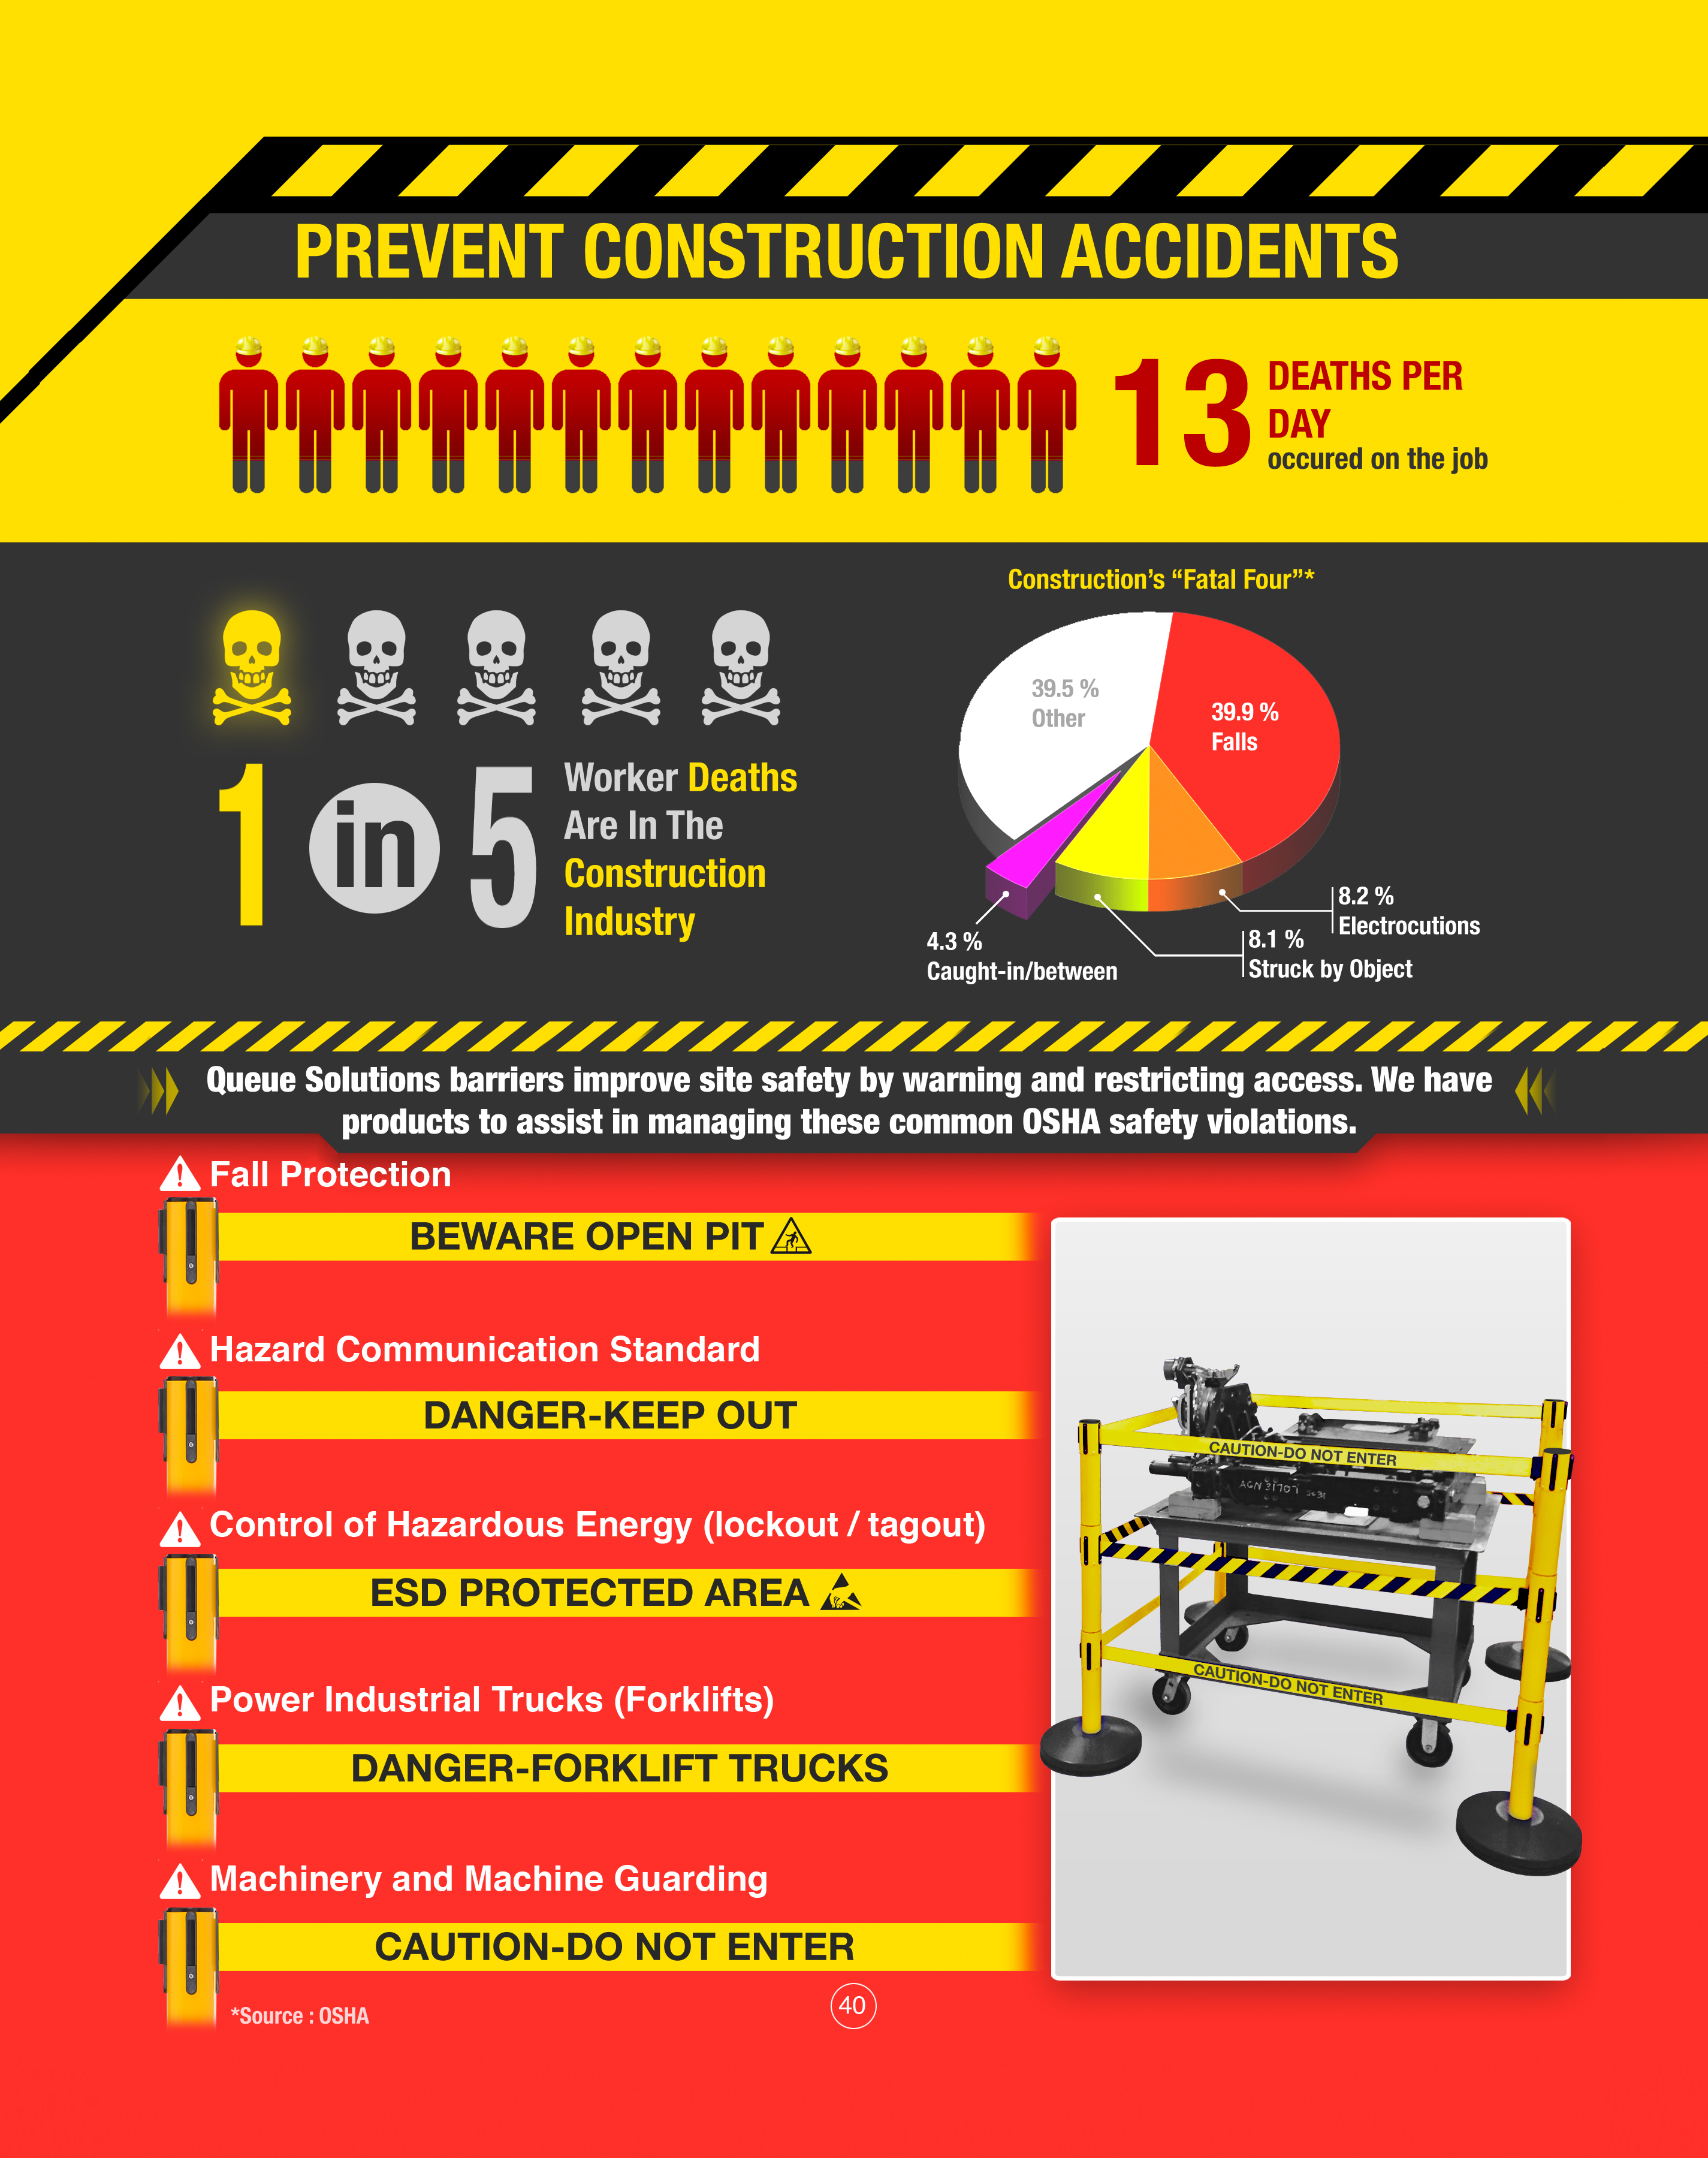 PREVENT CONSTRUCTION ACCIDENTS
13
DEATHS PER
DAY
occured on the job
1 in 5
Worker Deaths
Are In The
Construction
Industry
Construction's “Fatal Four”*
39.5 %
Other
39.9 %
Falls
8.2 %
Electrocutions
8.1 %
Struck by Object
4.3 %
Caught-in/between
Queue Solutions barriers improve site safety by warning and restricting access. We have
products to assist in managing these common OSHA safety violations.
Fall Protection
BEWARE OPEN PIT
Hazard Communication Standard
DANGER-KEEP OUT
Control of Hazardous Energy (lockout / tagout)
ESD PROTECTED AREA
Power Industrial Trucks (Forklifts)
DANGER-FORKLIFT TRUCKS
Machinery and Machine Guarding
CAUTION-DO NOT ENTER
CAUTION-DO NOT ENTER
AGN 31707
CAUTION-DO NOT ENTER
*Source : OSHA
40